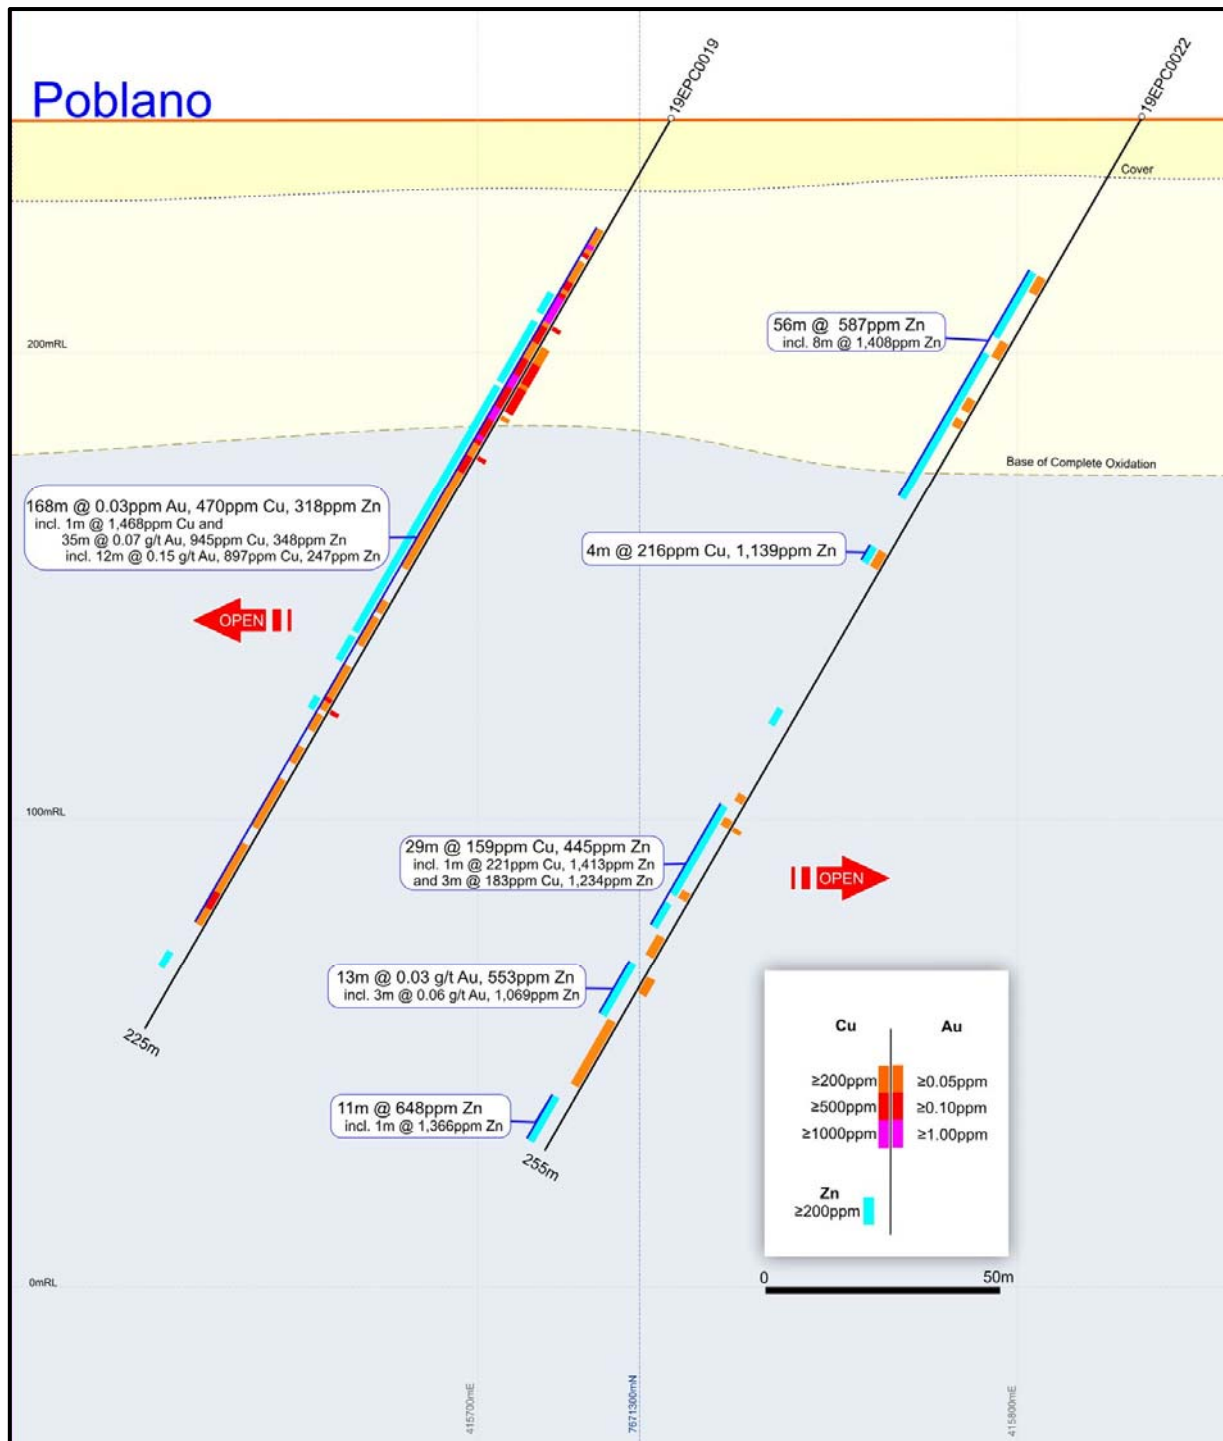 Poblano
19EPC0019
19EPC0022
Cover
200mRL
56m @ 587ppm Zn
incl. 8m @ 1,408ppm Zn
Base of Complete Oxidation
168m @ 0.03ppm Au, 470ppm Cu, 318ppm Zn
incl. 1m @ 1,468ppm Cu and
35m @ 0.07 g/t Au, 945ppm Cu, 348ppm Zn
incl. 12m @ 0.15 g/t Au, 897ppm Cu, 247ppm Zn
4m @ 216ppm Cu, 1,139ppm Zn
OPEN
100mRL
29m @ 159ppm Cu, 445ppm Zn
incl. 1m @ 221ppm Cu, 1,413ppm Zn
and 3m @ 183ppm Cu, 1,234ppm Zn
OPEN
13m @ 0.03 g/t Au, 553ppm Zn
incl. 3m @ 0.06 g/t Au, 1,069ppm Zn
225m
11m @ 648ppm Zn
incl. 1m @ 1,366ppm Zn
255m
Cu Au
≥200ppm ≥0.05ppm
≥500ppm ≥0.10ppm
≥1000ppm ≥1.00ppm
Zn
≥200ppm
0 50m
0mRL
415700mE
7671300mN
415800mE